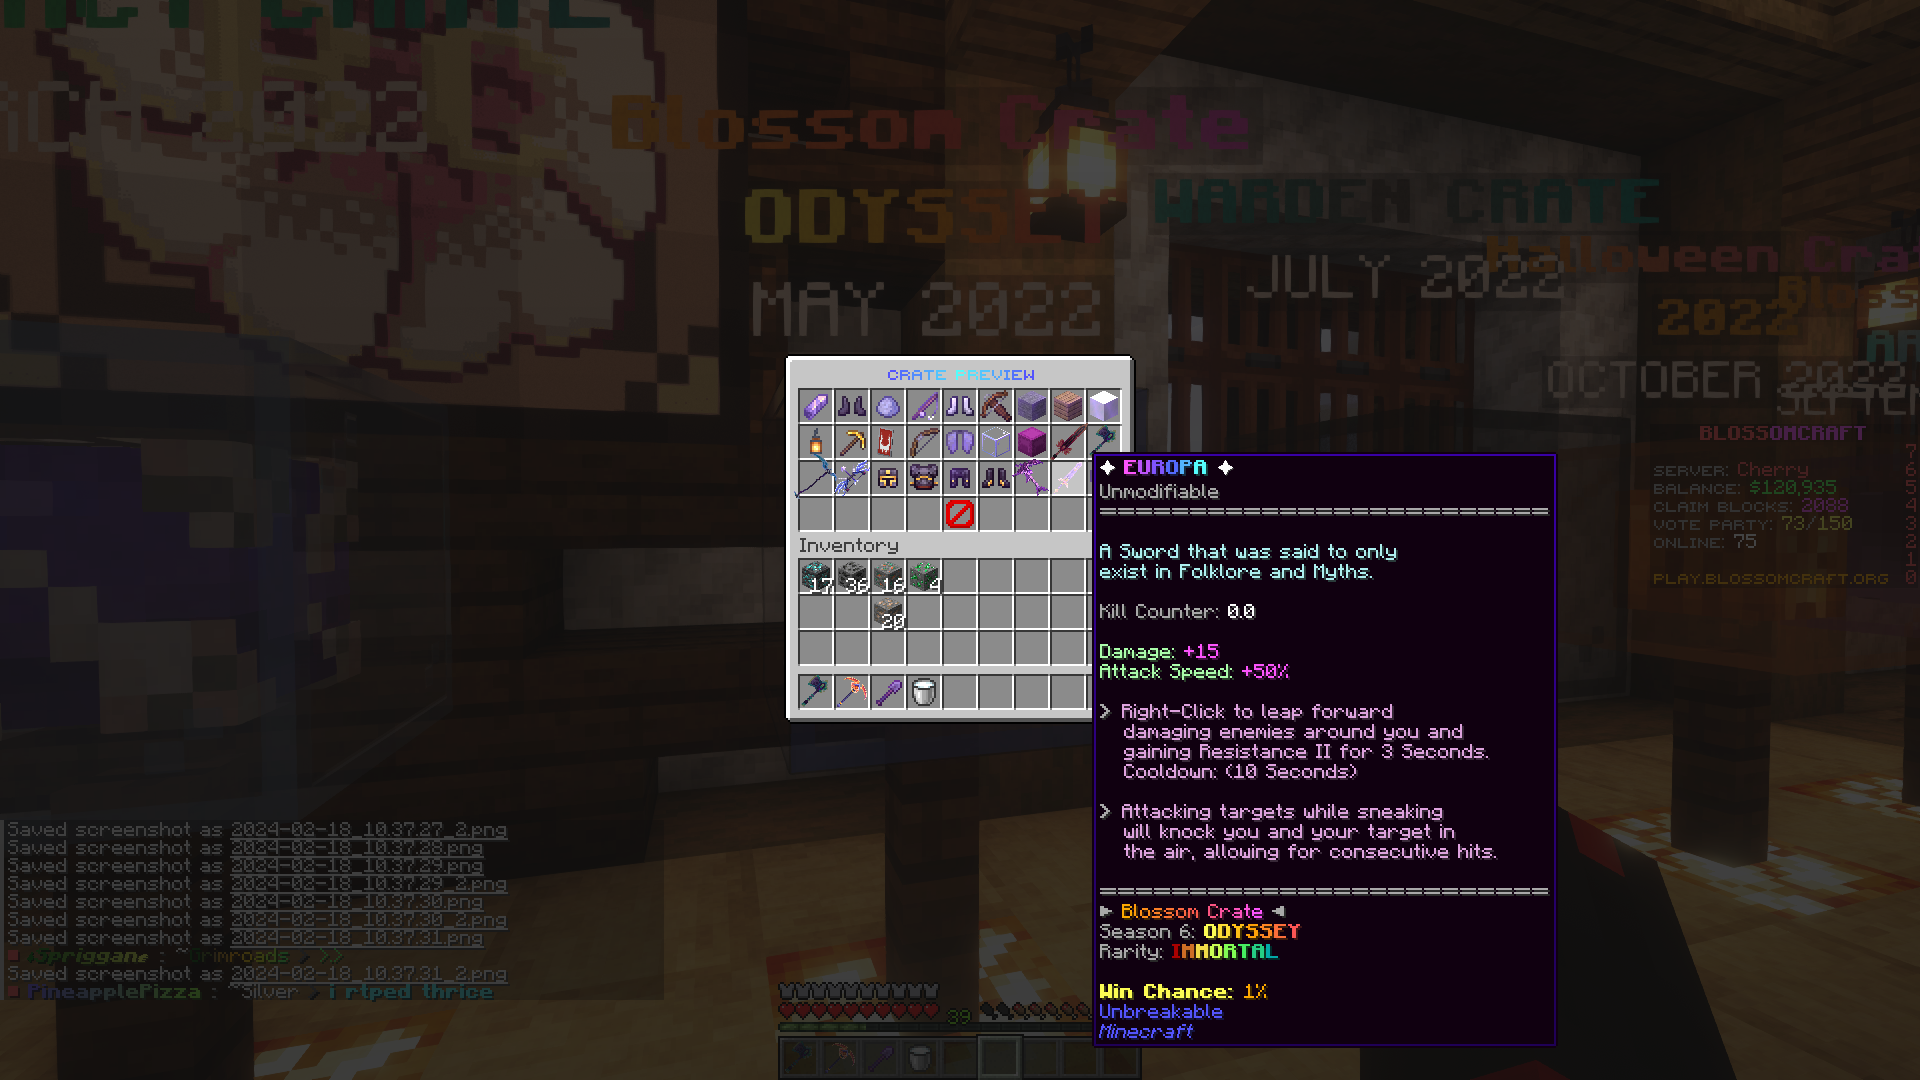 Blossom Crate
ODYSSEY
MAY 2022
WARDEN CRATE
JULY 2022
Halloween Cra
2022
OCTOBER 2022
CRATE PREVIEW
Inventory
17
36
16
4
20
✦ EUROPA ✦
Unmodifiable
A Sword that was said to only
exist in Folklore and Myths.
Kill Counter: 0.0
Damage: +15
Attack Speed: +50%
> Right-Click to leap forward
damaging enemies around you and
gaining Resistance II for 3 Seconds.
Cooldown: (10 Seconds)
> Attacking targets while sneaking
will knock you and your target in
the air, allowing for consecutive hits.
► Blossom Crate ◄
Season 6: ODYSSEY
Rarity: IMMORTAL
Win Chance: 1%
Unbreakable
Minecraft
BLOSSOMCRAFT
SERVER: Cherry
BALANCE: $120,935
CLAIM BLOCKS: 2088
VOTE PARTY: 73/150
ONLINE: 75
PLAY.BLOSSOMCRAFT.ORG
7
6
5
4
3
2
1
0
Saved screenshot as 2024-02-18_10.37.27_2.png
Saved screenshot as 2024-02-18_10.37.28.png
Saved screenshot as 2024-02-18_10.37.29.png
Saved screenshot as 2024-02-18_10.37.29_2.png
Saved screenshot as 2024-02-18_10.37.30.png
Saved screenshot as 2024-02-18_10.37.30_2.png
Saved screenshot as 2024-02-18_10.37.31.png
Saved screenshot as 2024-02-18_10.37.31_2.png
PineapplePizza : ~Silver > i rtped thrice
39